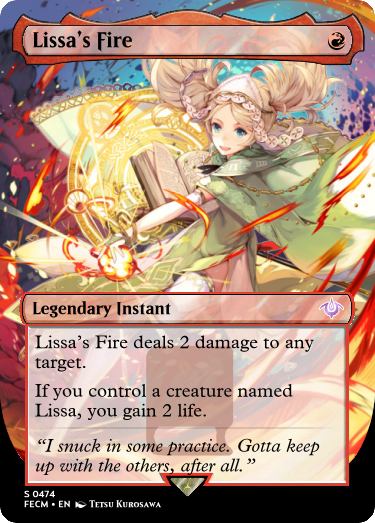 Lissa's Fire
Legendary Instant
Lissa's Fire deals 2 damage to any
target.
If you control a creature named
Lissa, you gain 2 life.
“I snuck in some practice. Gotta keep
up with the others, after all.”
S 0474
FECM • EN Tetsu Kurosawa